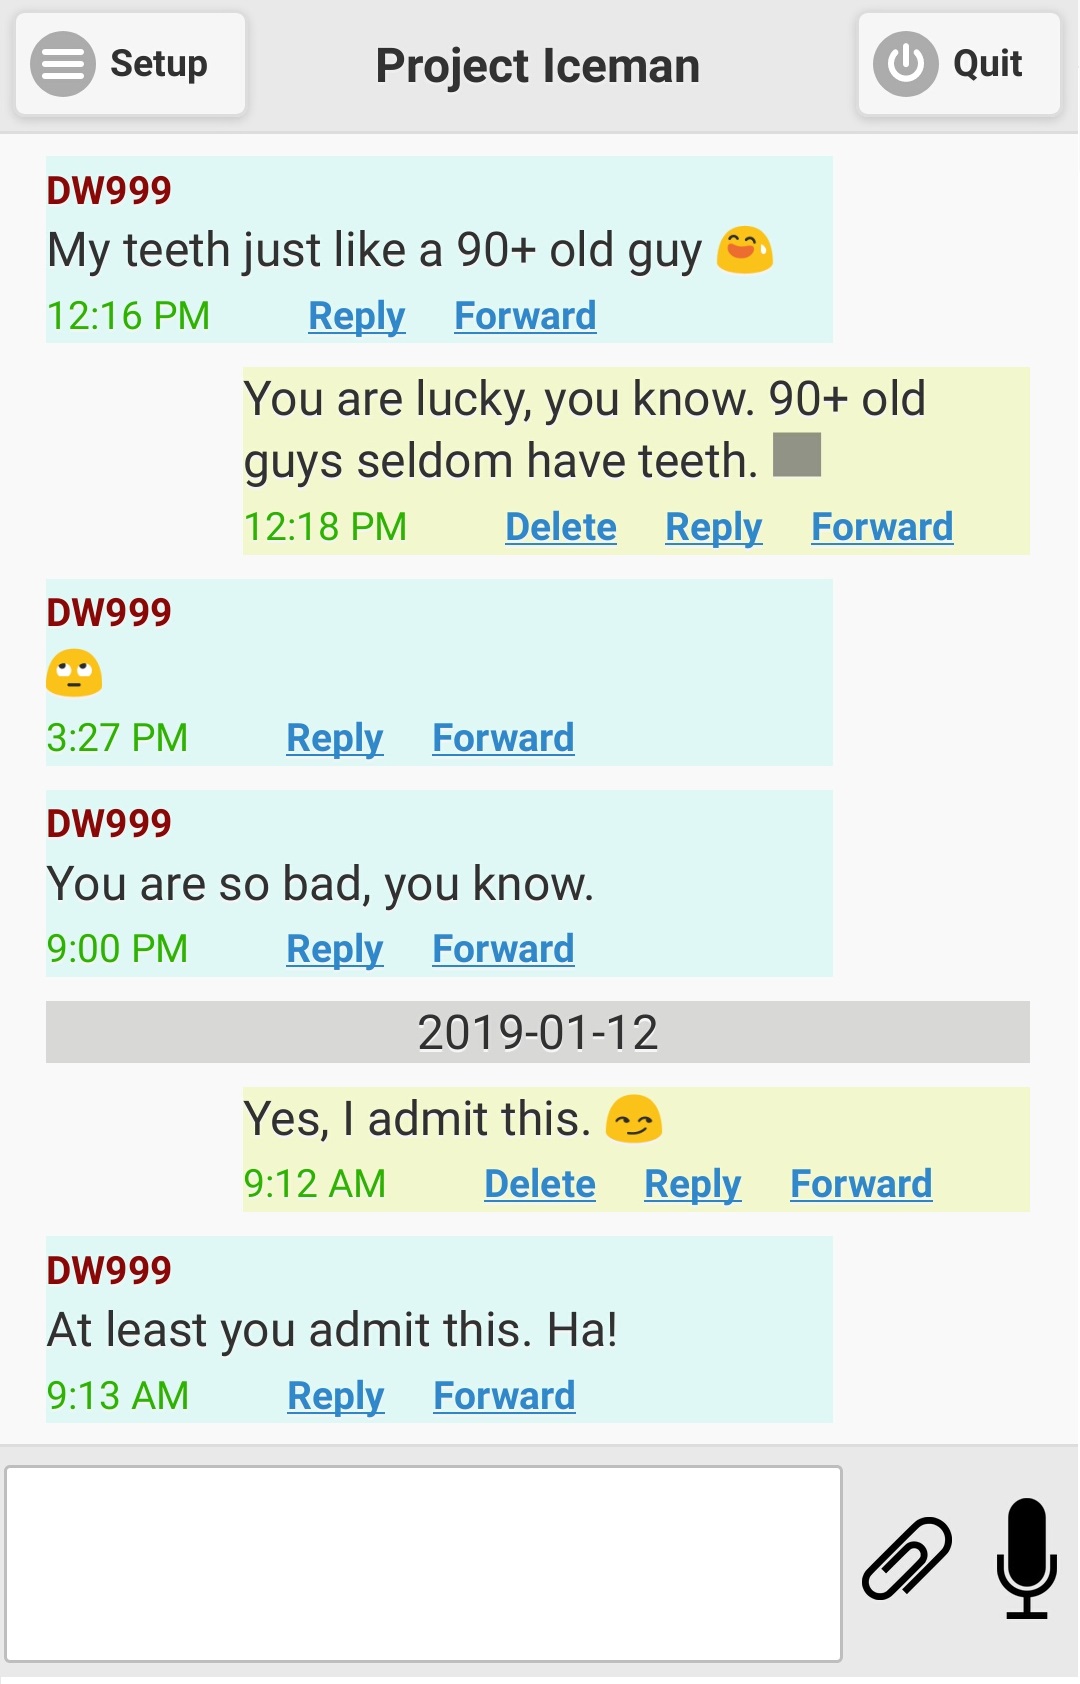 Setup
Project Iceman
Quit
DW999
My teeth just like a 90+ old guy 😅
12:16 PM Reply Forward
You are lucky, you know. 90+ old
guys seldom have teeth.
12:18 PM Delete Reply Forward
DW999
🙄
3:27 PM Reply Forward
DW999
You are so bad, you know.
9:00 PM Reply Forward
2019-01-12
Yes, I admit this. 😏
9:12 AM Delete Reply Forward
DW999
At least you admit this. Ha!
9:13 AM Reply Forward